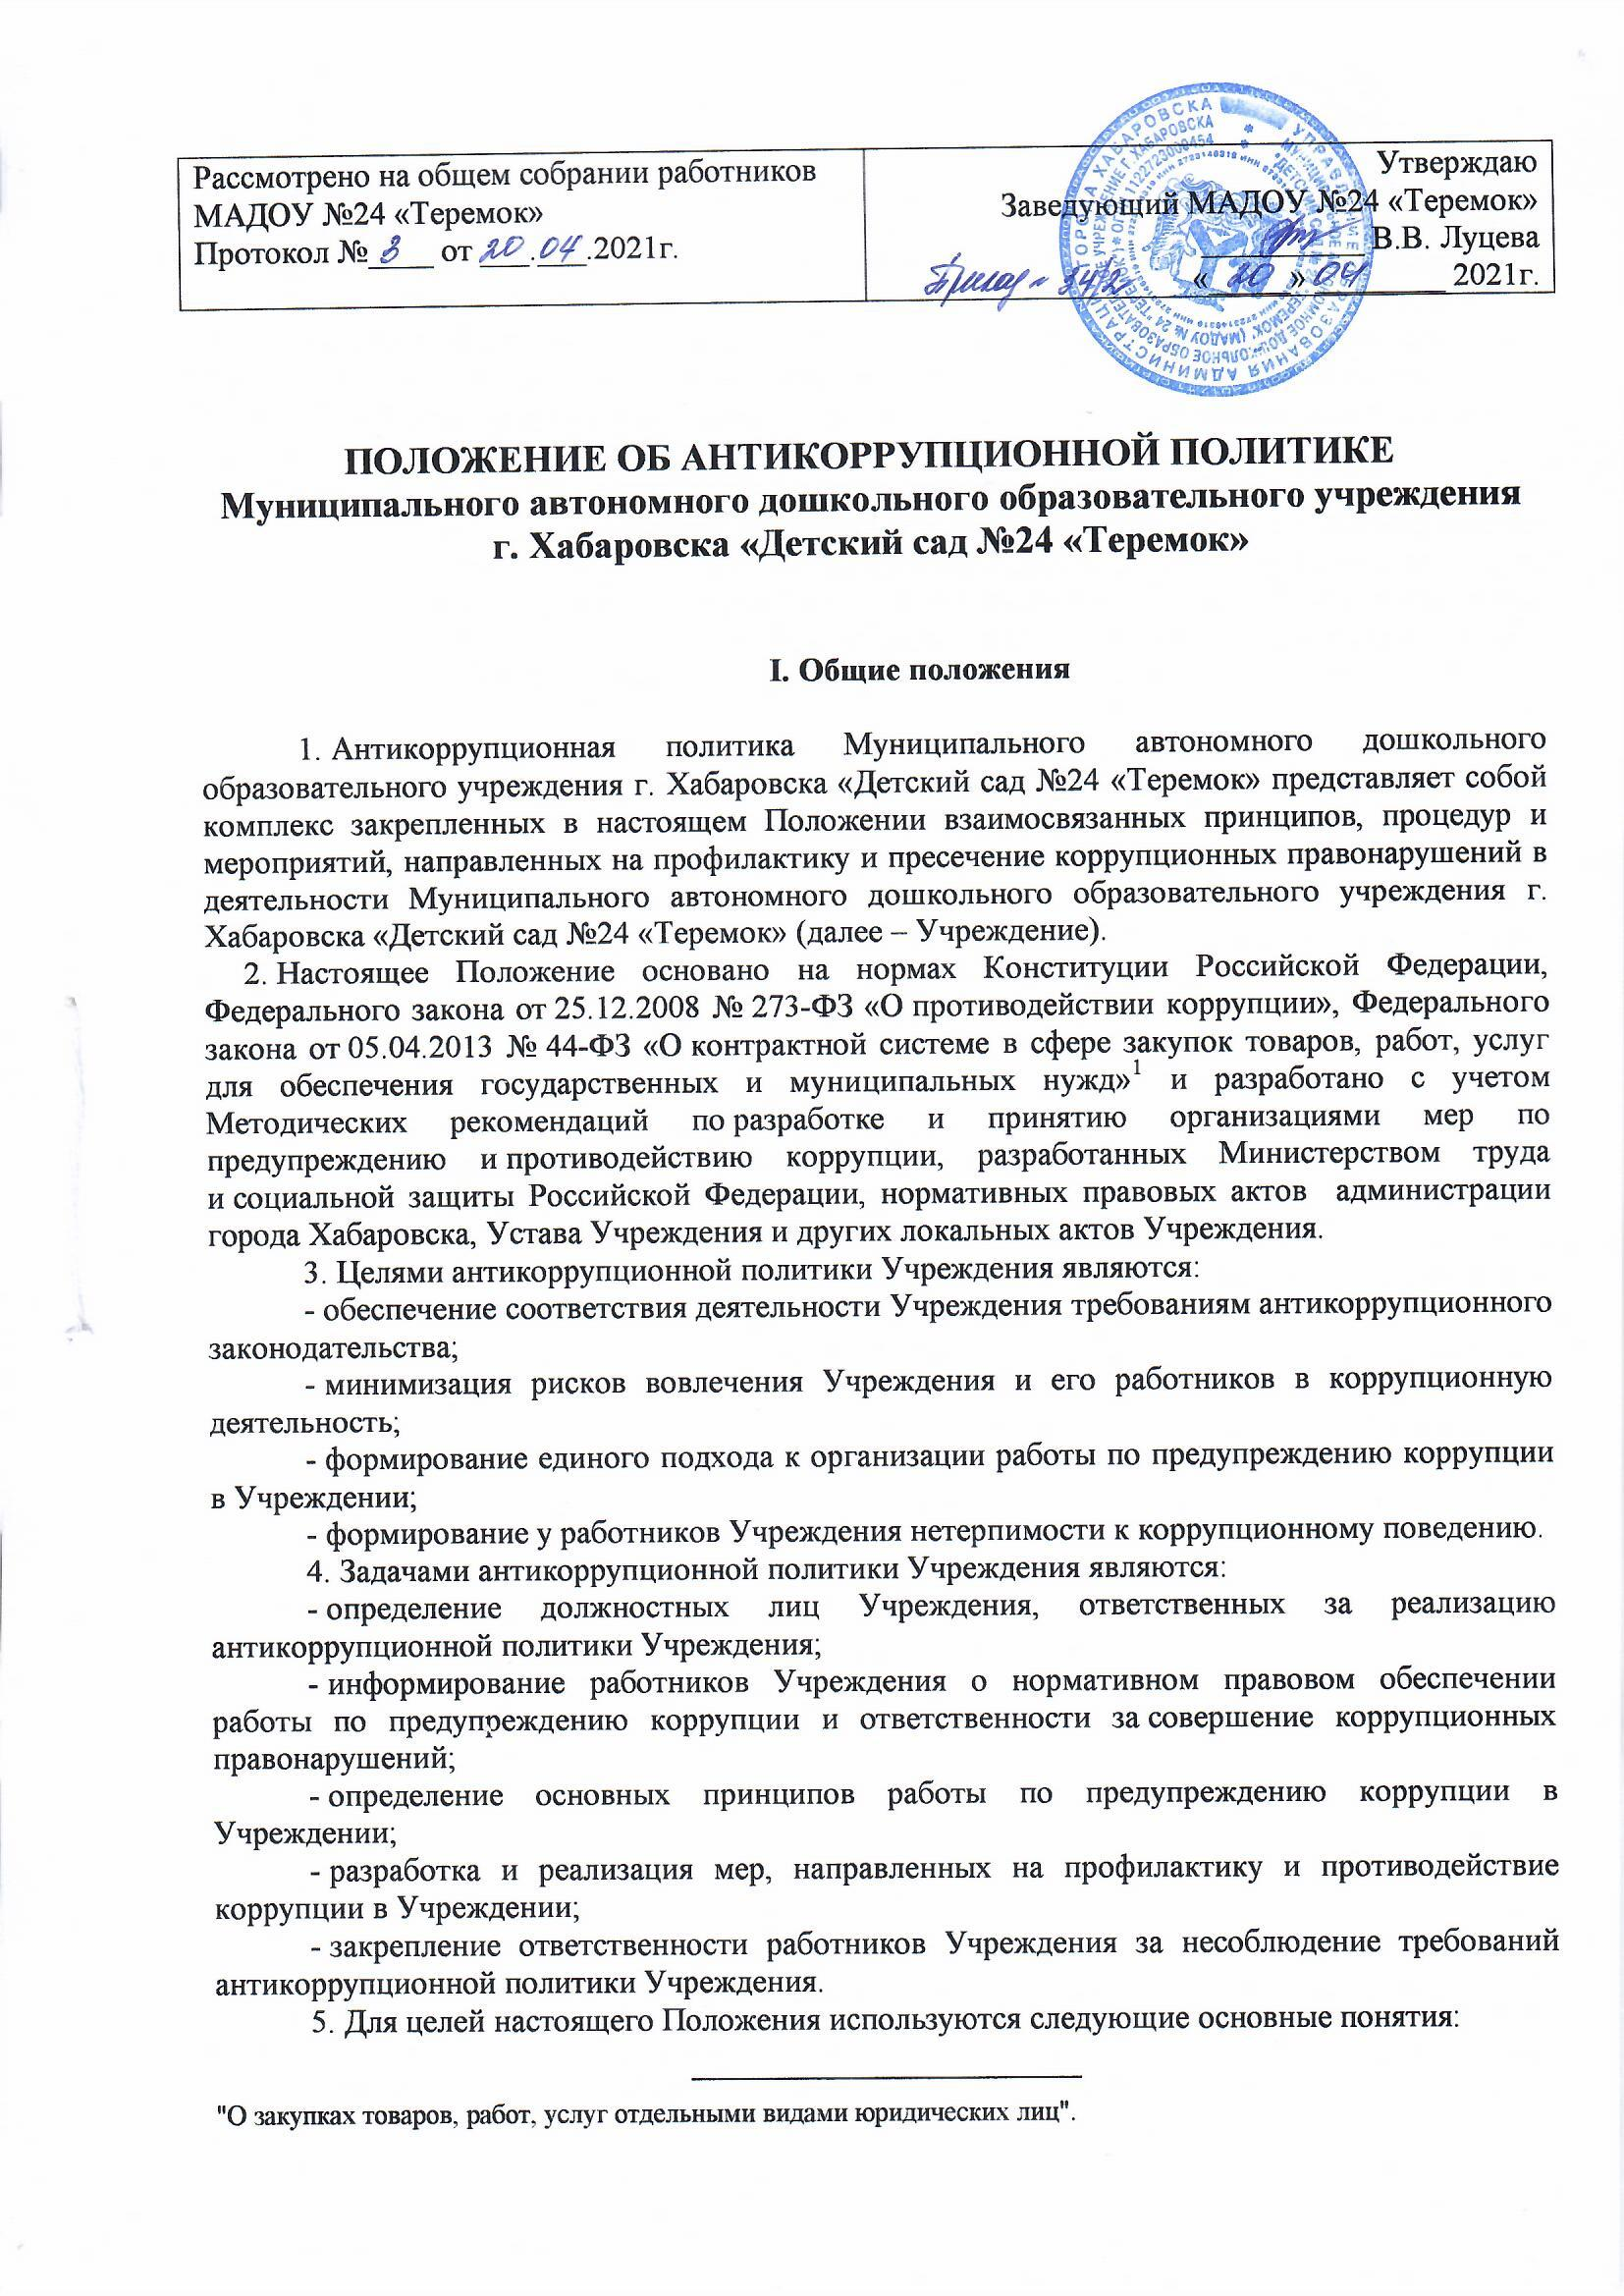 Рассмотрено на общем собрании работников
МАДОУ №24 «Теремок»
Протокол № 3 от 20.04.2021г.
Утверждаю
Заведующий МАДОУ №24 «Теремок»
В.В. Луцева
«20» 04 2021г.
ПОЛОЖЕНИЕ ОБ АНТИКОРРУПЦИОННОЙ ПОЛИТИКЕ
Муниципального автономного дошкольного образовательного учреждения
г. Хабаровска «Детский сад №24 «Теремок»
I. Общие положения
1. Антикоррупционная политика Муниципального автономного дошкольного
образовательного учреждения г. Хабаровска «Детский сад №24 «Теремок» представляет собой
комплекс закрепленных в настоящем Положении взаимосвязанных принципов, процедур и
мероприятий, направленных на профилактику и пресечение коррупционных правонарушений в
деятельности Муниципального автономного дошкольного образовательного учреждения г.
Хабаровска «Детский сад №24 «Теремок» (далее – Учреждение).
2. Настоящее Положение основано на нормах Конституции Российской Федерации,
Федерального закона от 25.12.2008 № 273-ФЗ «О противодействии коррупции», Федерального
закона от 05.04.2013 № 44-ФЗ «О контрактной системе в сфере закупок товаров, работ, услуг
для обеспечения государственных и муниципальных нужд»1 и разработано с учетом
Методических рекомендаций по разработке и принятию организациями мер по
предупреждению и противодействию коррупции, разработанных Министерством труда
и социальной защиты Российской Федерации, нормативных правовых актов администрации
города Хабаровска, Устава Учреждения и других локальных актов Учреждения.
3. Целями антикоррупционной политики Учреждения являются:
- обеспечение соответствия деятельности Учреждения требованиям антикоррупционного
законодательства;
- минимизация рисков вовлечения Учреждения и его работников в коррупционную
деятельность;
- формирование единого подхода к организации работы по предупреждению коррупции
в Учреждении;
- формирование у работников Учреждения нетерпимости к коррупционному поведению.
4. Задачами антикоррупционной политики Учреждения являются:
- определение должностных лиц Учреждения, ответственных за реализацию
антикоррупционной политики Учреждения;
- информирование работников Учреждения о нормативном правовом обеспечении
работы по предупреждению коррупции и ответственности за совершение коррупционных
правонарушений;
- определение основных принципов работы по предупреждению коррупции в
Учреждении;
- разработка и реализация мер, направленных на профилактику и противодействие
коррупции в Учреждении;
- закрепление ответственности работников Учреждения за несоблюдение требований
антикоррупционной политики Учреждения.
5. Для целей настоящего Положения используются следующие основные понятия:
"О закупках товаров, работ, услуг отдельными видами юридических лиц".